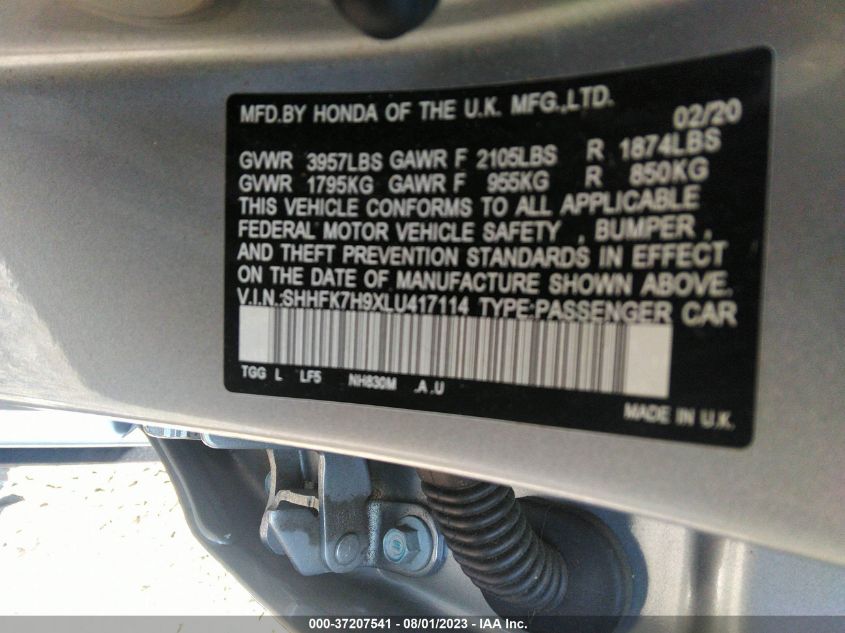 MFD.BY HONDA OF THE U.K. MFG.,LTD. 02/20
GVWR 3957LBS GAWR F 2105LBS R 1874LBS
GVWR 1795KG GAWR F 955KG R 850KG
THIS VEHICLE CONFORMS TO ALL APPLICABLE
FEDERAL MOTOR VEHICLE SAFETY , BUMPER ,
AND THEFT PREVENTION STANDARDS IN EFFECT
ON THE DATE OF MANUFACTURE SHOWN ABOVE.
V.I.N.:SHHFK7H9XLU417114 TYPE:PASSENGER CAR
TGG L LF5 NH830M .A .U
MADE IN U.K.
000-37207541 - 08/01/2023 - IAA Inc.